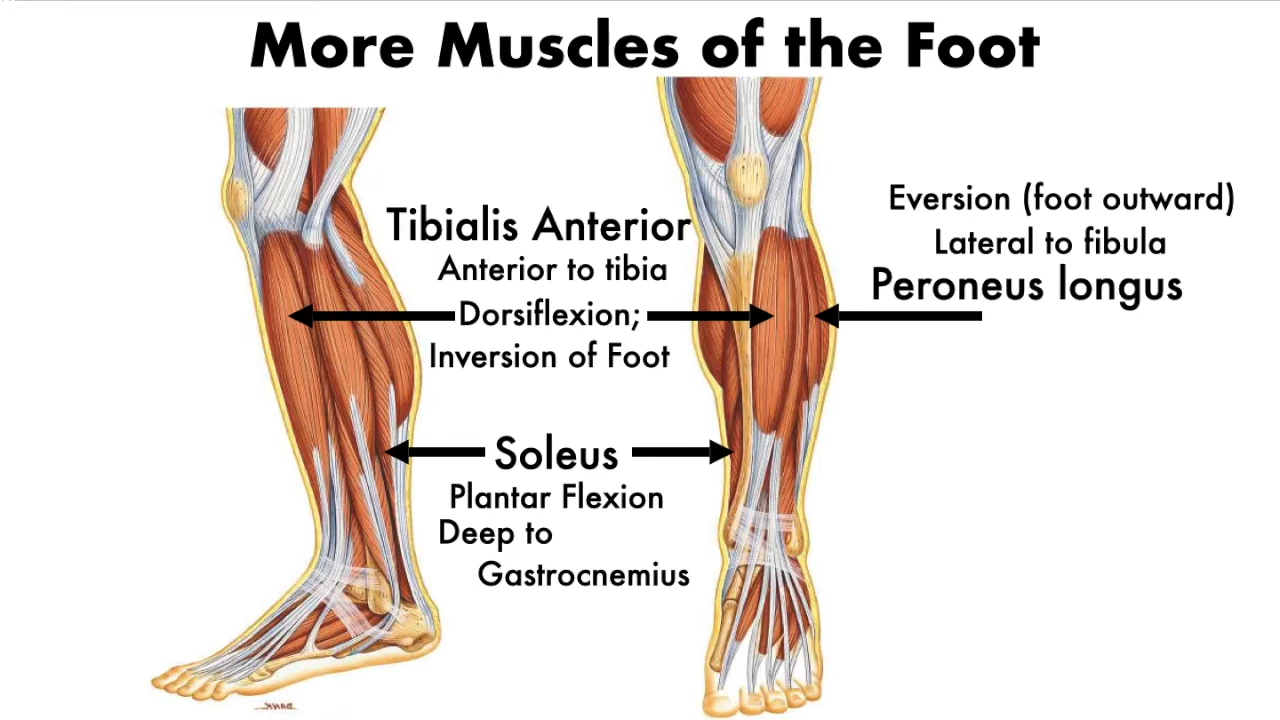 More Muscles of the Foot
Tibialis Anterior
Anterior to tibia
Dorsiflexion;
Inversion of Foot
Soleus
Plantar Flexion
Deep to
Gastrocnemius
Eversion (foot outward)
Lateral to fibula
Peroneus longus